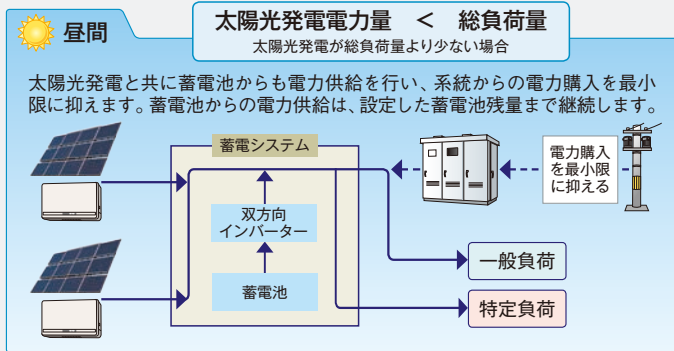 昼間
太陽光発電電力量 < 総負荷量
太陽光発電が総負荷量より少ない場合
太陽光発電と共に蓄電池からも電力供給を行い、系統からの電力購入を最小
限に抑えます。蓄電池からの電力供給は、設定した蓄電池残量まで継続します。
蓄電システム
双方向
インバーター
蓄電池
電力購入
を最小限
に抑える
一般負荷
特定負荷